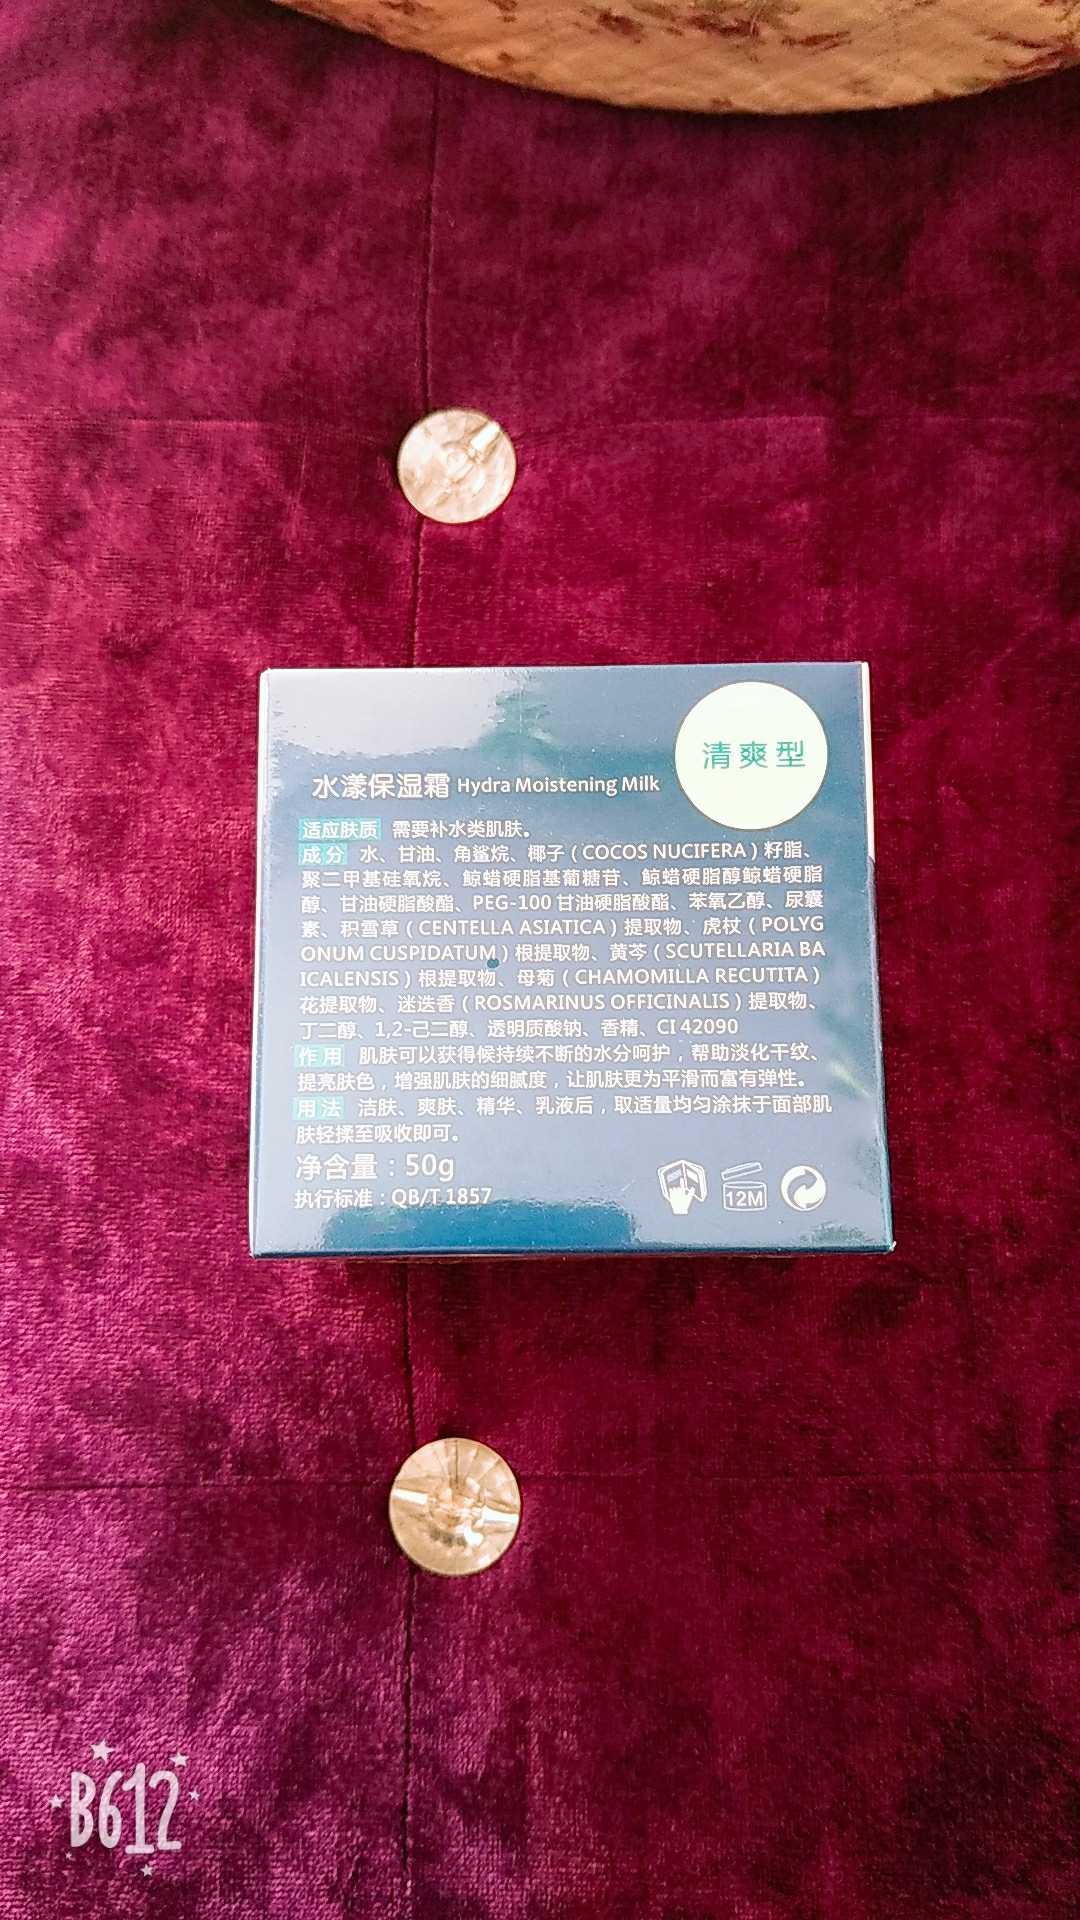 清爽型
水漾保湿霜 Hydra Moistening Milk
适应肤质 需要补水类肌肤。
成分 水、甘油、角鲨烷、椰子（COCOS NUCIFERA）籽脂、
聚二甲基硅氧烷、鲸蜡硬脂基葡糖苷、鲸蜡硬脂醇鲸蜡硬脂
醇、甘油硬脂酸酯、PEG-100 甘油硬脂酸酯、苯氧乙醇、尿囊
素、积雪草（CENTELLA ASIATICA）提取物、虎杖（POLYG
ONUM CUSPIDATUM）根提取物、黄芩（SCUTELLARIA BA
ICALENSIS）根提取物、母菊（CHAMOMILLA RECUTITA）
花提取物、迷迭香（ROSMARINUS OFFICINALIS）提取物、
丁二醇、1,2-己二醇、透明质酸钠、香精、CI 42090
作用 肌肤可以获得候持续不断的水分呵护，帮助淡化干纹、
提亮肤色，增强肌肤的细腻度，让肌肤更为平滑而富有弹性。
用法 洁肤、爽肤、精华、乳液后，取适量均匀涂抹于面部肌
肤轻揉至吸收即可。
净含量：50g
执行标准：QB/T 1857
12M
B612